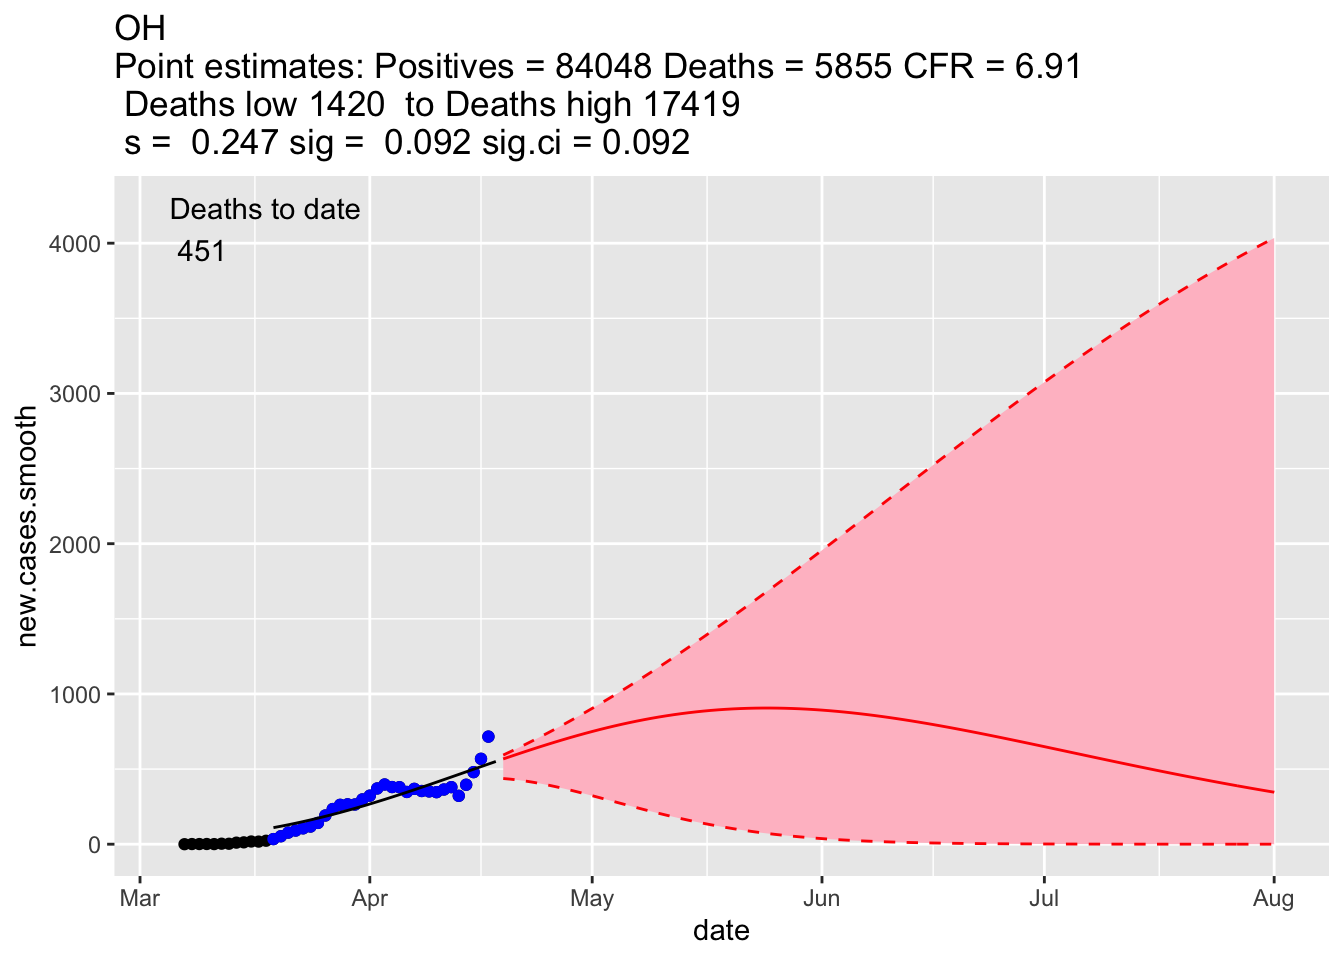 OH
Point estimates: Positives = 84048 Deaths = 5855 CFR = 6.91
Deaths low 1420  to Deaths high 17419
s =  0.247 sig =  0.092 sig.ci = 0.092
Deaths to date
451
4000
3000
2000
1000
0
new.cases.smooth
Mar Apr May Jun Jul Aug
date